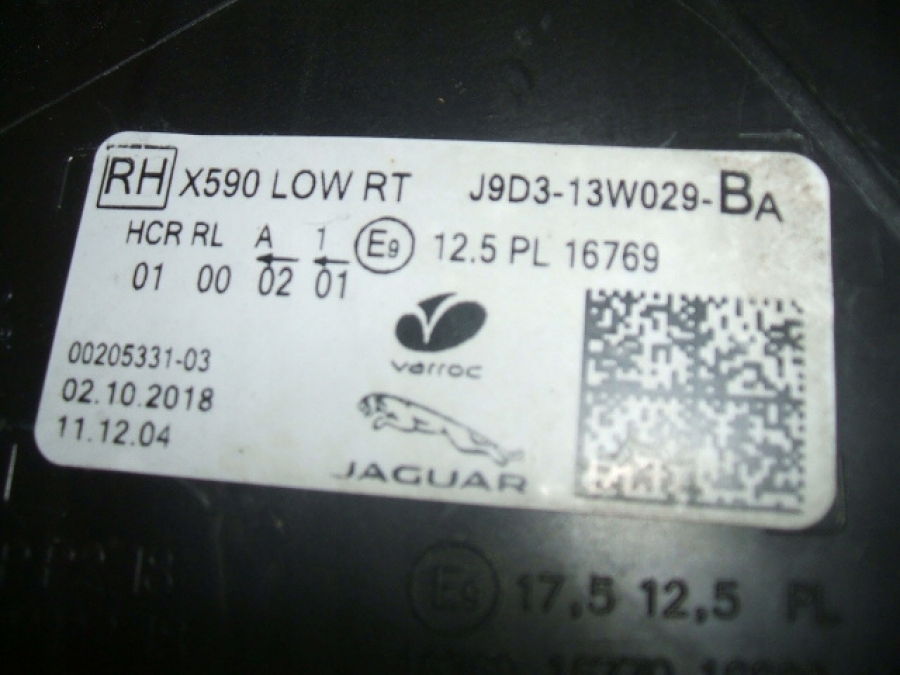 RH X590 LOW RT J9D3-13W029-BA
HCR RL A 1 E9 12.5 PL 16769
01 00 02 01
varroc
00205331-03
02.10.2018
11.12.04
JAGUAR
E9 17,5 12,5 PL